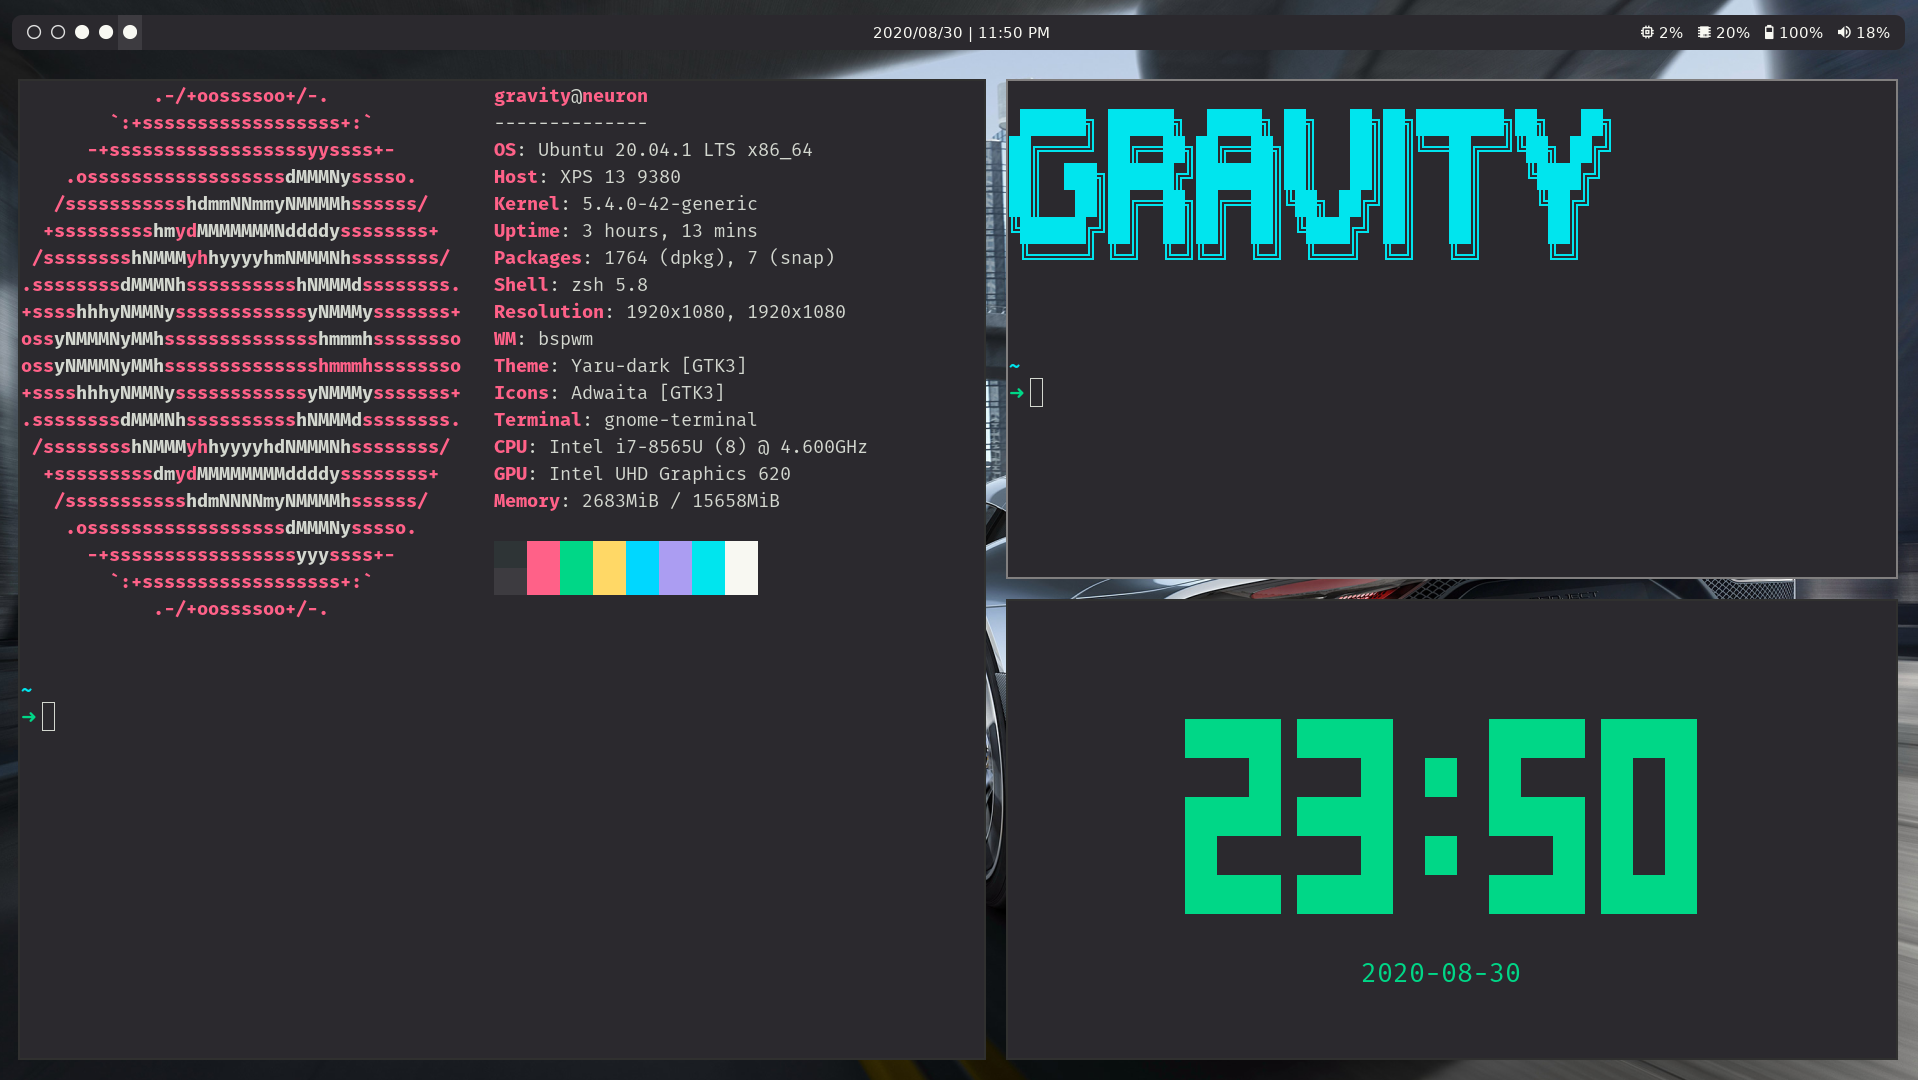 2020/08/30 | 11:50 PM
2% 20% 100% 18%
.-/+oossssoo+/-.
`:+ssssssssssssssssss+:`
-+ssssssssssssssssssyyssss+-
.ossssssssssssssssssdMMMNysssso.
/ssssssssssshdmmNNmmyNMMMMhssssss/
+ssssssssshmydMMMMMMMNddddyssssssss+
/sssssssshNMMMyhhyyyyhmNMMMNhssssssss/
.ssssssssdMMMNhsssssssssshNMMMdssssssss.
+sssshhhyNMMNyssssssssssssyNMMMysssssss+
ossyNMMMNyMMhsssssssssssssshmmmhssssssso
ossyNMMMNyMMhsssssssssssssshmmmhssssssso
+sssshhhyNMMNyssssssssssssyNMMMysssssss+
.ssssssssdMMMNhsssssssssshNMMMdssssssss.
/sssssssshNMMMyhhyyyyhdNMMMNhssssssss/
+sssssssssdmydMMMMMMMMddddyssssssss+
/ssssssssssshdmNNNNmyNMMMMhssssss/
.ossssssssssssssssssdMMMNysssso.
-+sssssssssssssssssyyyssss+-
`:+ssssssssssssssssss+:`
.-/+oossssoo+/-.
gravity@neuron
--------------
OS: Ubuntu 20.04.1 LTS x86_64
Host: XPS 13 9380
Kernel: 5.4.0-42-generic
Uptime: 3 hours, 13 mins
Packages: 1764 (dpkg), 7 (snap)
Shell: zsh 5.8
Resolution: 1920x1080, 1920x1080
WM: bspwm
Theme: Yaru-dark [GTK3]
Icons: Adwaita [GTK3]
Terminal: gnome-terminal
CPU: Intel i7-8565U (8) @ 4.600GHz
GPU: Intel UHD Graphics 620
Memory: 2683MiB / 15658MiB
~
➜
GRAVITY
~
➜
23:50
2020-08-30